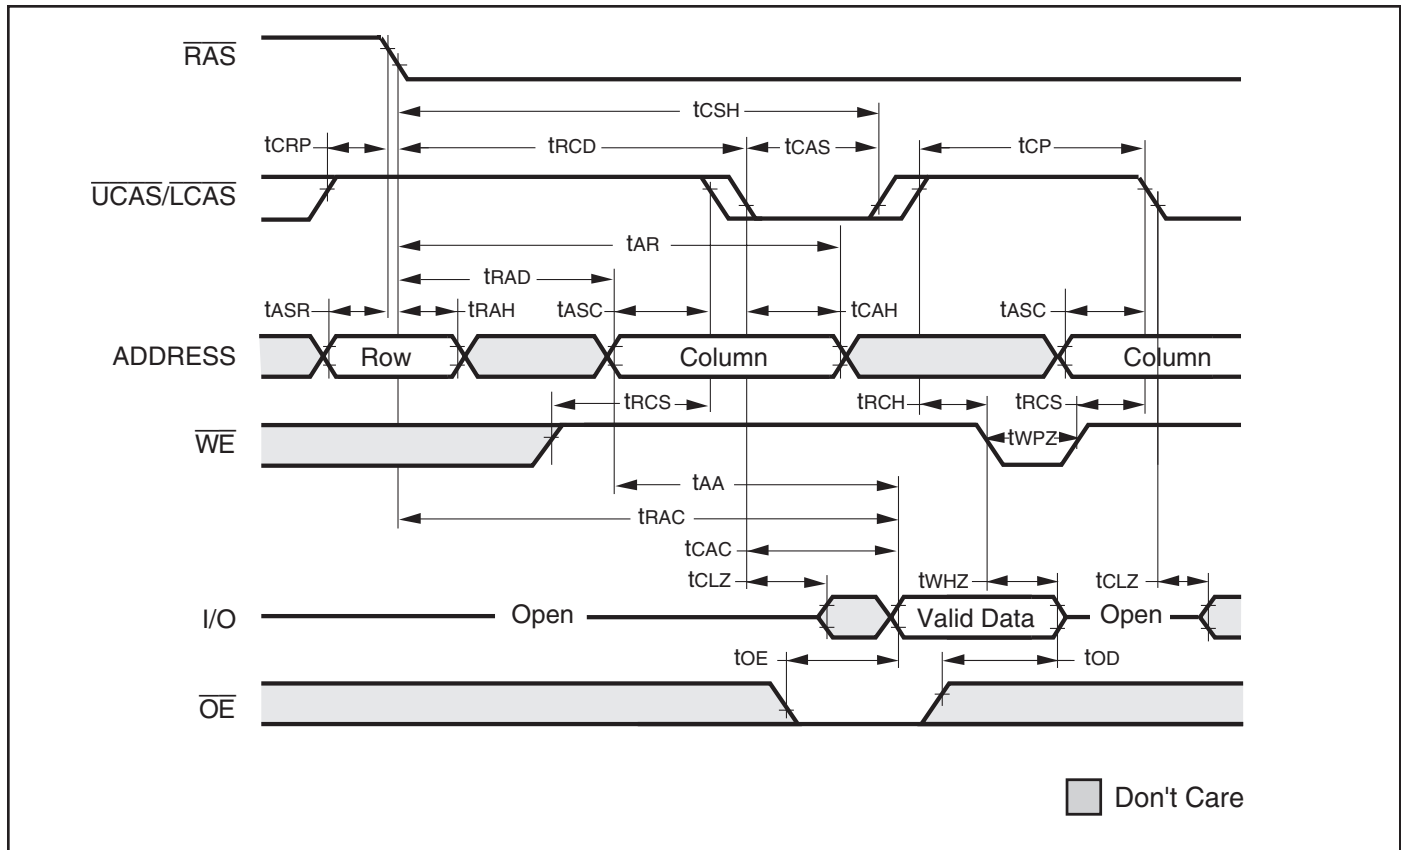 RAS
tCSH
tCRP tRCD tCAS tCP
UCAS/LCAS
tAR
tRAD
tASR tRAH tASC tCAH tASC
ADDRESS Row Column Column
tRCS tRCH tRCS
WE tWPZ
tAA
tRAC
tCAC
tCLZ tWHZ tCLZ
I/O Open Valid Data Open
tOE tOD
OE
Don't Care